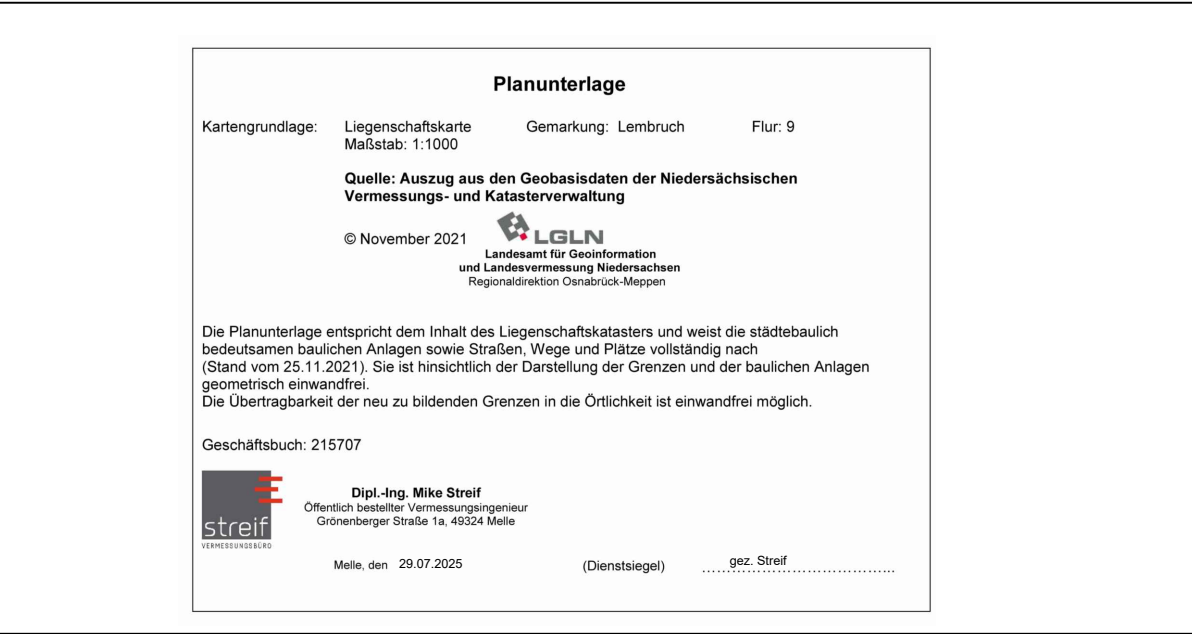 Planunterlage
Kartengrundlage: Liegenschaftskarte Gemarkung: Lembruch Flur: 9
Maßstab: 1:1000
Quelle: Auszug aus den Geobasisdaten der Niedersächsischen
Vermessungs- und Katasterverwaltung
© November 2021 LGLN
Landesamt für Geoinformation
und Landesvermessung Niedersachsen
Regionaldirektion Osnabrück-Meppen
Die Planunterlage entspricht dem Inhalt des Liegenschaftskatasters und weist die städtebaulich
bedeutsamen baulichen Anlagen sowie Straßen, Wege und Plätze vollständig nach
(Stand vom 25.11.2021). Sie ist hinsichtlich der Darstellung der Grenzen und der baulichen Anlagen
geometrisch einwandfrei.
Die Übertragbarkeit der neu zu bildenden Grenzen in die Örtlichkeit ist einwandfrei möglich.
Geschäftsbuch: 215707
Dipl.-Ing. Mike Streif
Öffentlich bestellter Vermessungsingenieur
Grönenberger Straße 1a, 49324 Melle
streif
VERMESSUNGSBÜRO
Melle, den 29.07.2025 (Dienstsiegel) gez. Streif